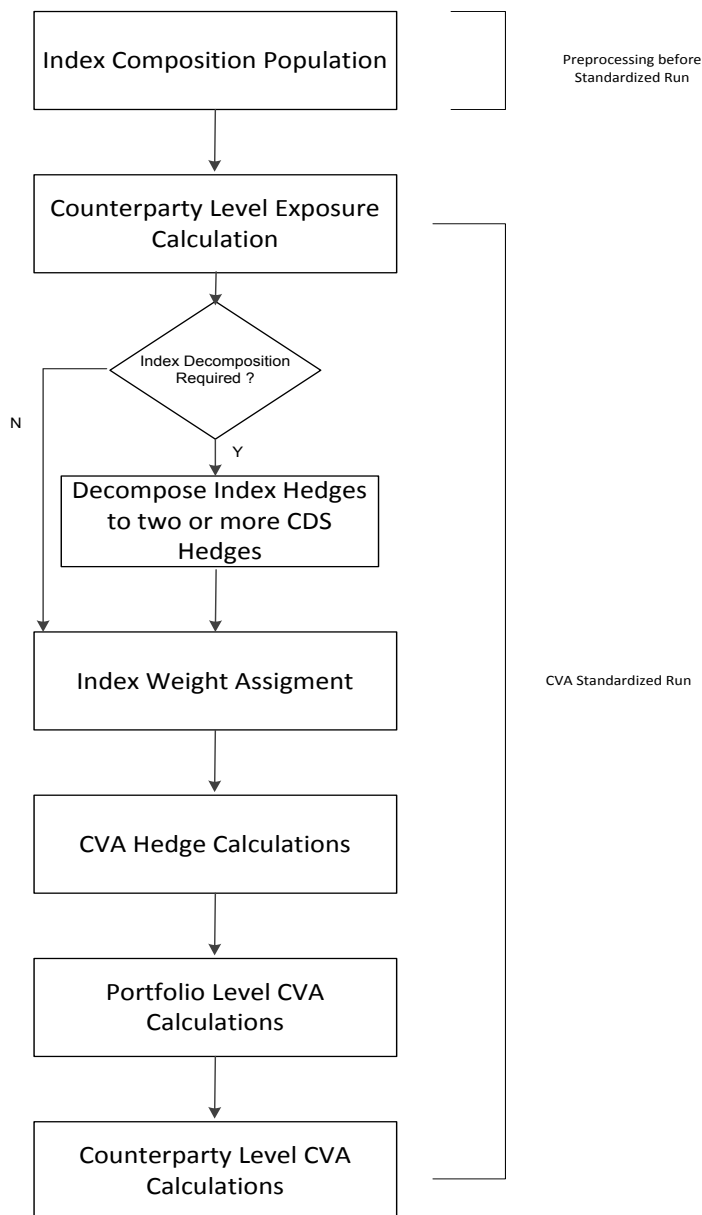 Index Composition Population
Preprocessing before
Standardized Run
Counterparty Level Exposure
Calculation
Index Decomposition
Required ?
N
Y
Decompose Index Hedges
to two or more CDS
Hedges
Index Weight Assigment
CVA Standardized Run
CVA Hedge Calculations
Portfolio Level CVA
Calculations
Counterparty Level CVA
Calculations